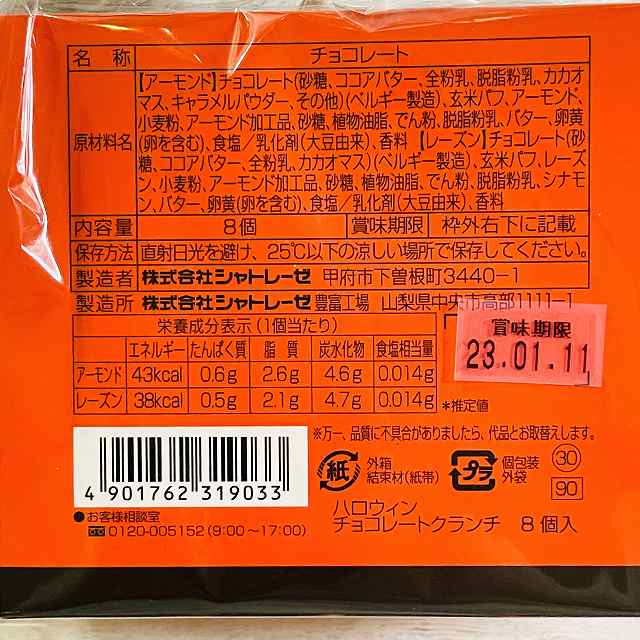 名 称 チョコレート
原材料名
【アーモンド】チョコレート(砂糖、ココアバター、全粉乳、脱脂粉乳、カカオ
マス、キャラメルパウダー、その他)(ベルギー製造)、玄米パフ、アーモンド、
小麦粉、アーモンド加工品、砂糖、植物油脂、でん粉、脱脂粉乳、バター、卵黄
(卵を含む)、食塩／乳化剤(大豆由来)、香料 【レーズン】チョコレート(砂
糖、ココアバター、全粉乳、カカオマス)(ベルギー製造)、玄米パフ、レーズ
ン、小麦粉、アーモンド加工品、砂糖、植物油脂、でん粉、脱脂粉乳、シナモ
ン、バター、卵黄(卵を含む)、食塩／乳化剤(大豆由来)、香料
内容量 8個 賞味期限 枠外右下に記載
保存方法 直射日光を避け、25℃以下の涼しい場所で保存してください。
製造者 株式会社シャトレーゼ 甲府市下曽根町3440-1
製造所 株式会社シャトレーゼ 豊富工場 山梨県中央市高部1111-1
栄養成分表示(1個当たり)
エネルギー たんぱく質 脂 質 炭水化物 食塩相当量
アーモンド 43kcal 0.6g 2.6g 4.6g 0.014g
レーズン 38kcal 0.5g 2.1g 4.7g 0.014g
*推定値
賞味期限
23.01.11
※万一、品質に不具合がありましたら、代品とお取替えします。
紙 外箱
結束材(紙帯)
プラ 個包装
外袋
30
90
4 901762 319033
●お客様相談室
0120-005152(9:00～17:00)
ハロウィン
チョコレートクランチ 8個入